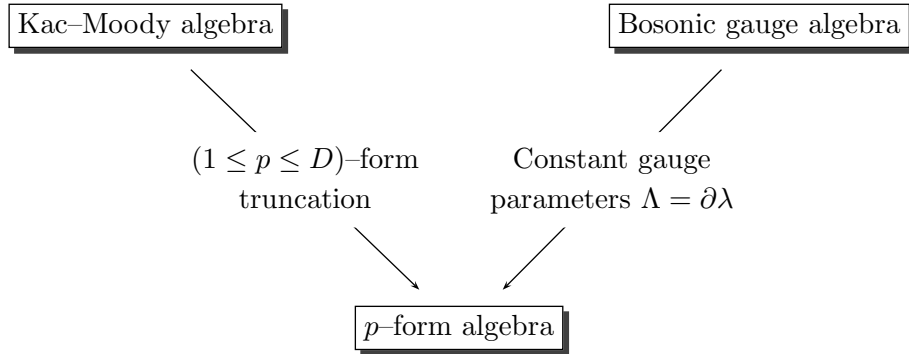 Kac–Moody algebra
Bosonic gauge algebra
(1 ≤ p ≤ D)–form
truncation
Constant gauge
parameters Λ = ∂λ
p–form algebra